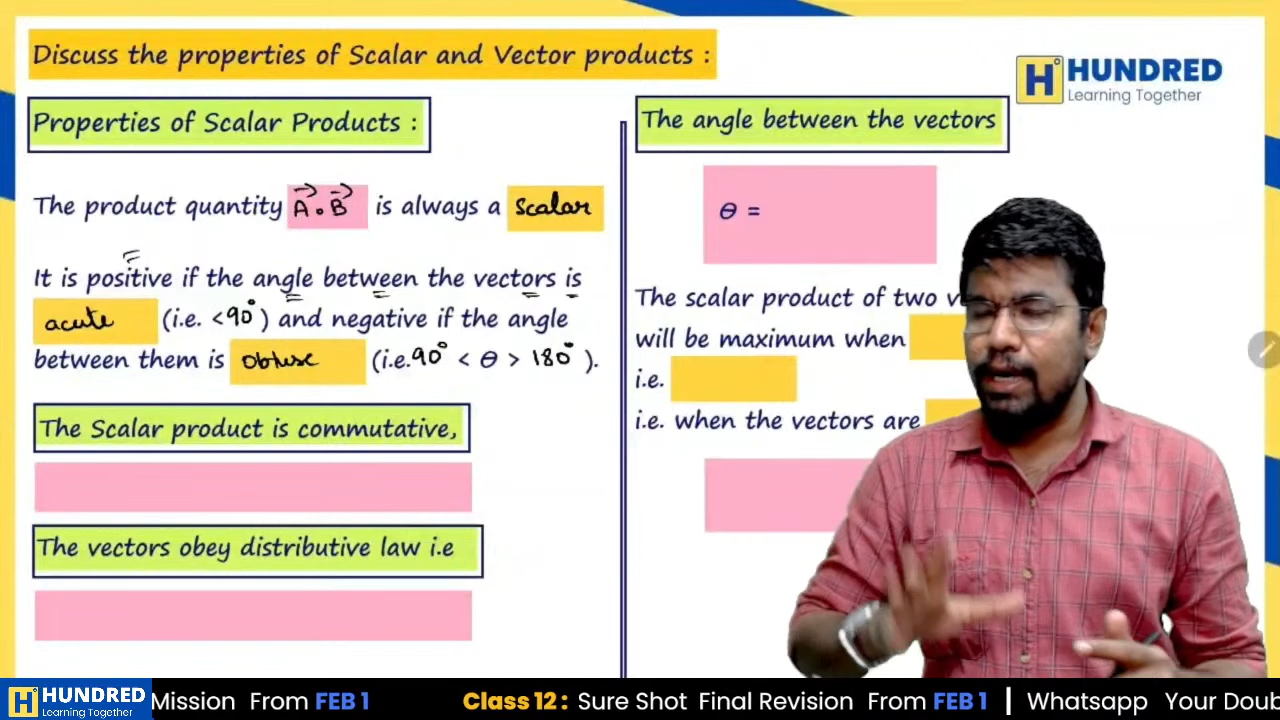 Discuss the properties of Scalar and Vector products :
HUNDRED
Learning Together
Properties of Scalar Products :
The product quantity A . B is always a Scalar
It is positive if the angle between the vectors is
acute (i.e. <90° ) and negative if the angle
between them is Obtuse (i.e. 90° < θ > 180° ).
The Scalar product is commutative,
The vectors obey distributive law i.e
The angle between the vectors
θ =
The scalar product of two
will be maximum when
i.e.
i.e. when the vectors are
HUNDRED
Learning Together
Mission From FEB 1 Class 12 : Sure Shot Final Revision From FEB 1 | Whatsapp Your